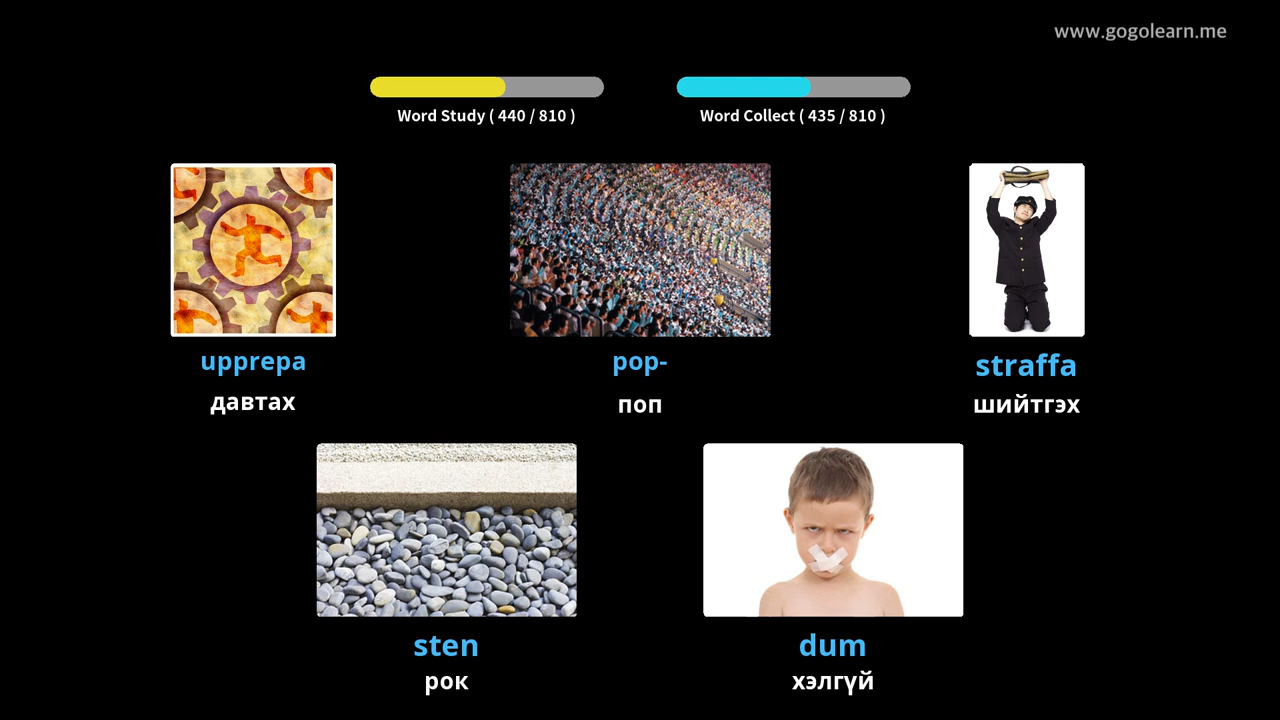 www.gogolearn.me
Word Study ( 440 / 810 )
Word Collect ( 435 / 810 )
upprepa
давтах
pop-
поп
straffa
шийтгэх
sten
рок
dum
хэлгүй